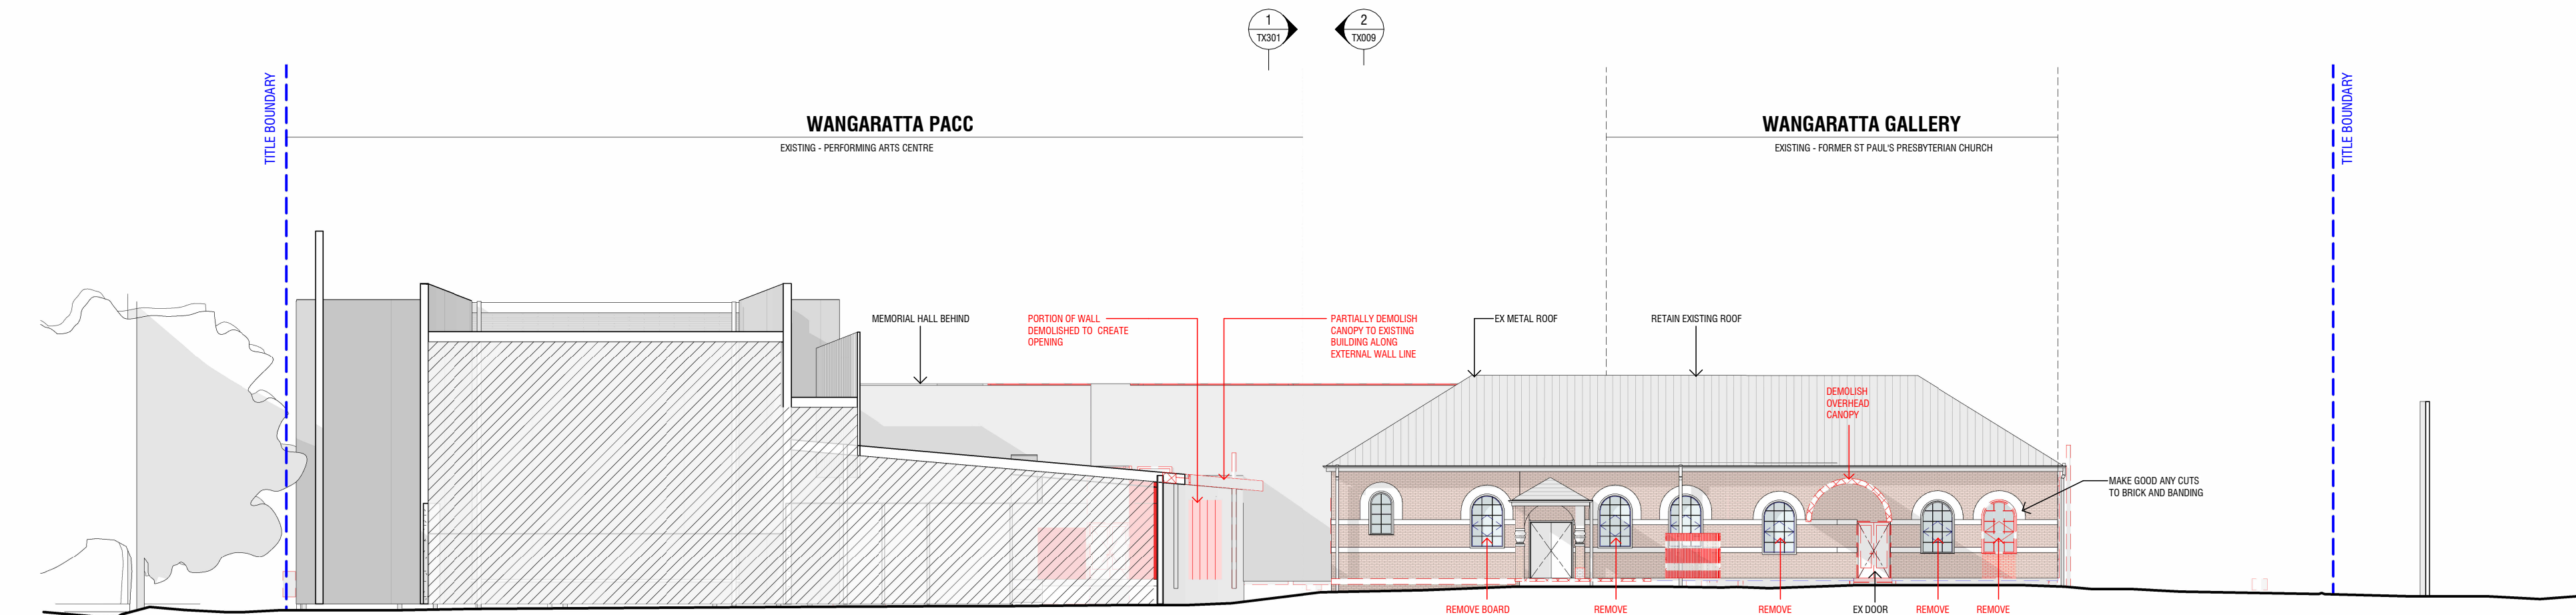 1
TX301
2
TX009
TITLE BOUNDARY
WANGARATTA PACC
EXISTING - PERFORMING ARTS CENTRE
WANGARATTA GALLERY
EXISTING - FORMER ST PAUL'S PRESBYTERIAN CHURCH
TITLE BOUNDARY
MEMORIAL HALL BEHIND
PORTION OF WALL
DEMOLISHED TO CREATE
OPENING
PARTIALLY DEMOLISH
CANOPY TO EXISTING
BUILDING ALONG
EXTERNAL WALL LINE
EX METAL ROOF
RETAIN EXISTING ROOF
DEMOLISH
OVERHEAD
CANOPY
MAKE GOOD ANY CUTS
TO BRICK AND BANDING
REMOVE BOARD
REMOVE
REMOVE
EX DOOR
REMOVE
REMOVE